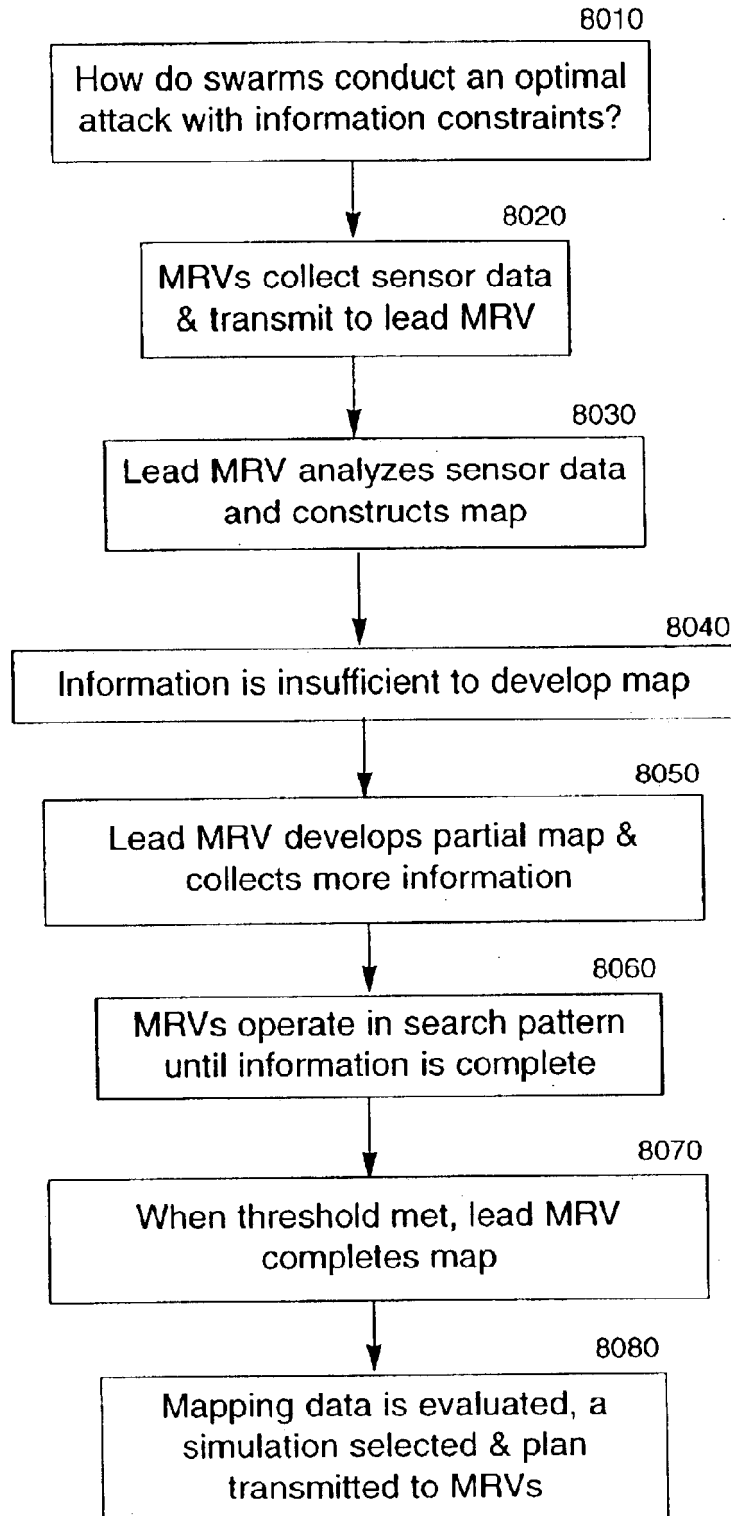 8010
How do swarms conduct an optimal
attack with information constraints?
8020
MRVs collect sensor data
& transmit to lead MRV
8030
Lead MRV analyzes sensor data
and constructs map
8040
Information is insufficient to develop map
8050
Lead MRV develops partial map &
collects more information
8060
MRVs operate in search pattern
until information is complete
8070
When threshold met, lead MRV
completes map
8080
Mapping data is evaluated, a
simulation selected & plan
transmitted to MRVs